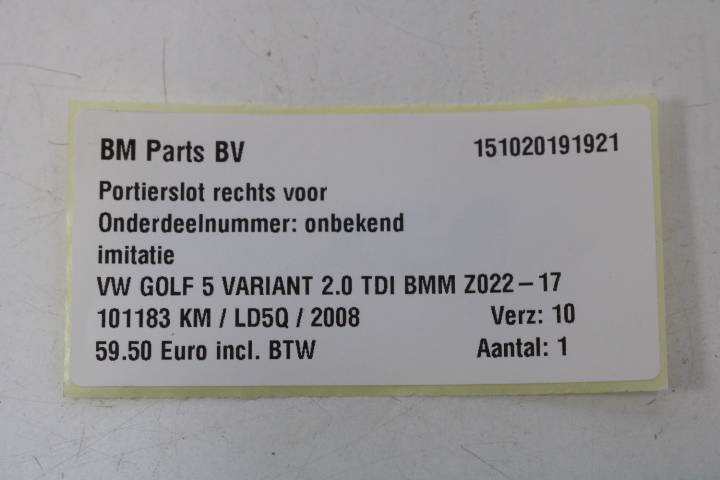 BM Parts BV 151020191921
Portierslot rechts voor
Onderdeelnummer: onbekend
imitatie
VW GOLF 5 VARIANT 2.0 TDI BMM Z022-17
101183 KM / LD5Q / 2008 Verz: 10
59.50 Euro incl. BTW Aantal: 1